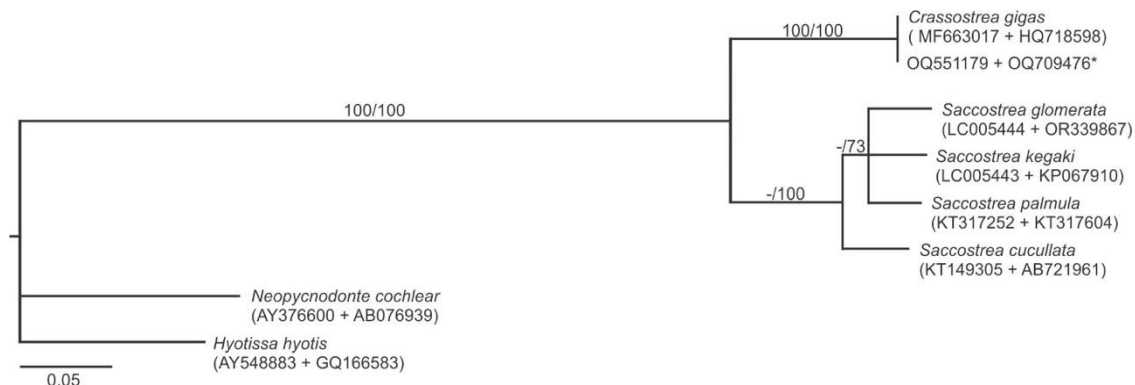 Crassostrea gigas
100/100
( MF663017 + HQ718598)
OQ551179 + OQ709476*
100/100
Saccostrea glomerata
(LC005444 + OR339867)
-/73
Saccostrea kegaki
(LC005443 + KP067910)
-/100
Saccostrea palmula
(KT317252 + KT317604)
Saccostrea cucullata
(KT149305 + AB721961)
Neopycnodonte cochlear
(AY376600 + AB076939)
Hyotissa hyotis
(AY548883 + GQ166583)
0.05